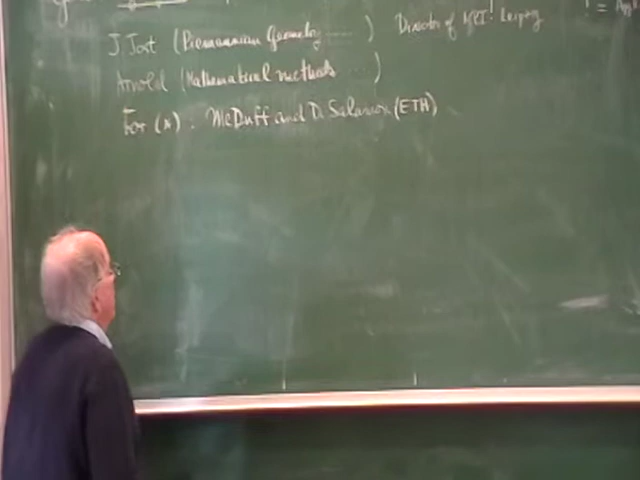 J Jost (Riemannian Geometry ......) Director of MPI! Leipzig
Arnold (Mathematical methods )
For (*) . McDuff and D. Salamon (ETH)